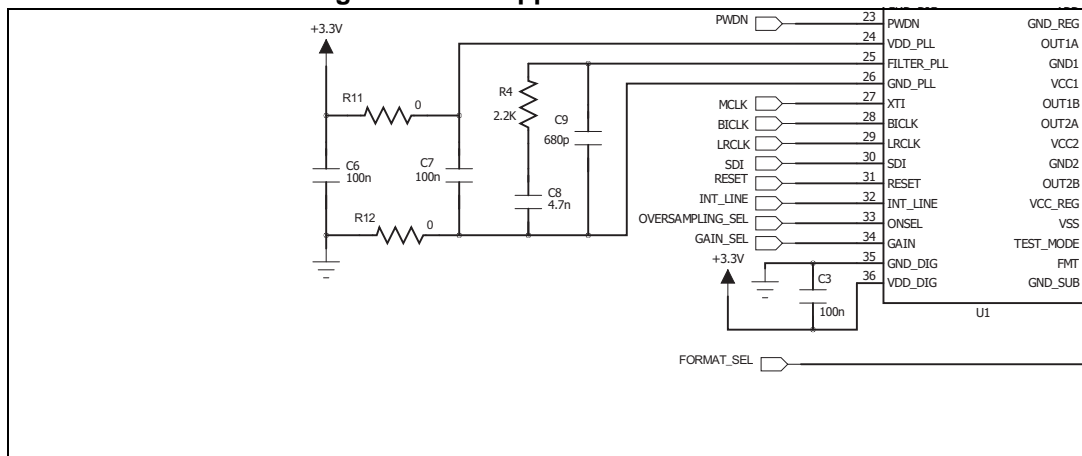 PWDN 23 PWDN GND_REG
+3.3V 24 VDD_PLL OUT1A
25 FILTER_PLL GND1
26 GND_PLL VCC1
R11 0 R4 2.2K C9 680p
MCLK 27 XTI OUT1B
BICLK 28 BICLK OUT2A
LRCLK 29 LRCLK VCC2
C6 100n C7 100n
SDI 30 SDI GND2
RESET 31 RESET OUT2B
C8 4.7n
INT_LINE 32 INT_LINE VCC_REG
R12 0
OVERSAMPLING_SEL 33 ONSEL VSS
GAIN_SEL 34 GAIN TEST_MODE
+3.3V 35 GND_DIG FMT
C3 100n
36 VDD_DIG GND_SUB
U1
FORMAT_SEL